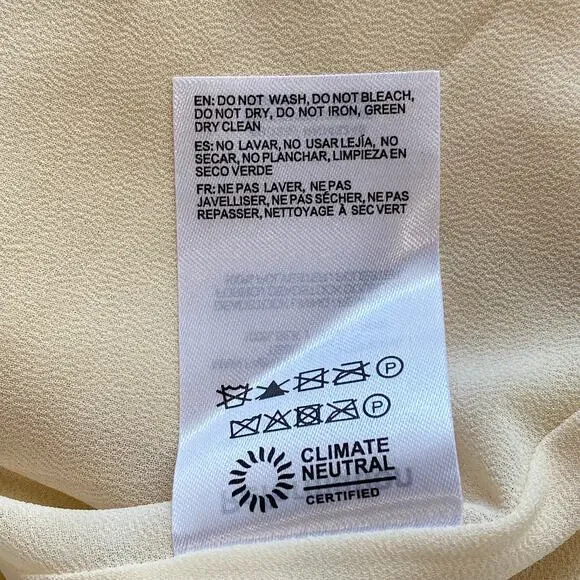 EN: DO NOT WASH, DO NOT BLEACH,
DO NOT DRY, DO NOT IRON, GREEN
DRY CLEAN
ES: NO LAVAR, NO USAR LEJÍA, NO
SECAR, NO PLANCHAR, LIMPIEZA EN
SECO VERDE
FR: NE PAS LAVER, NE PAS
JAVELLISER, NE PAS SÉCHER, NE PAS
REPASSER, NETTOYAGE À SEC VERT
P
P
CLIMATE
NEUTRAL
CERTIFIED